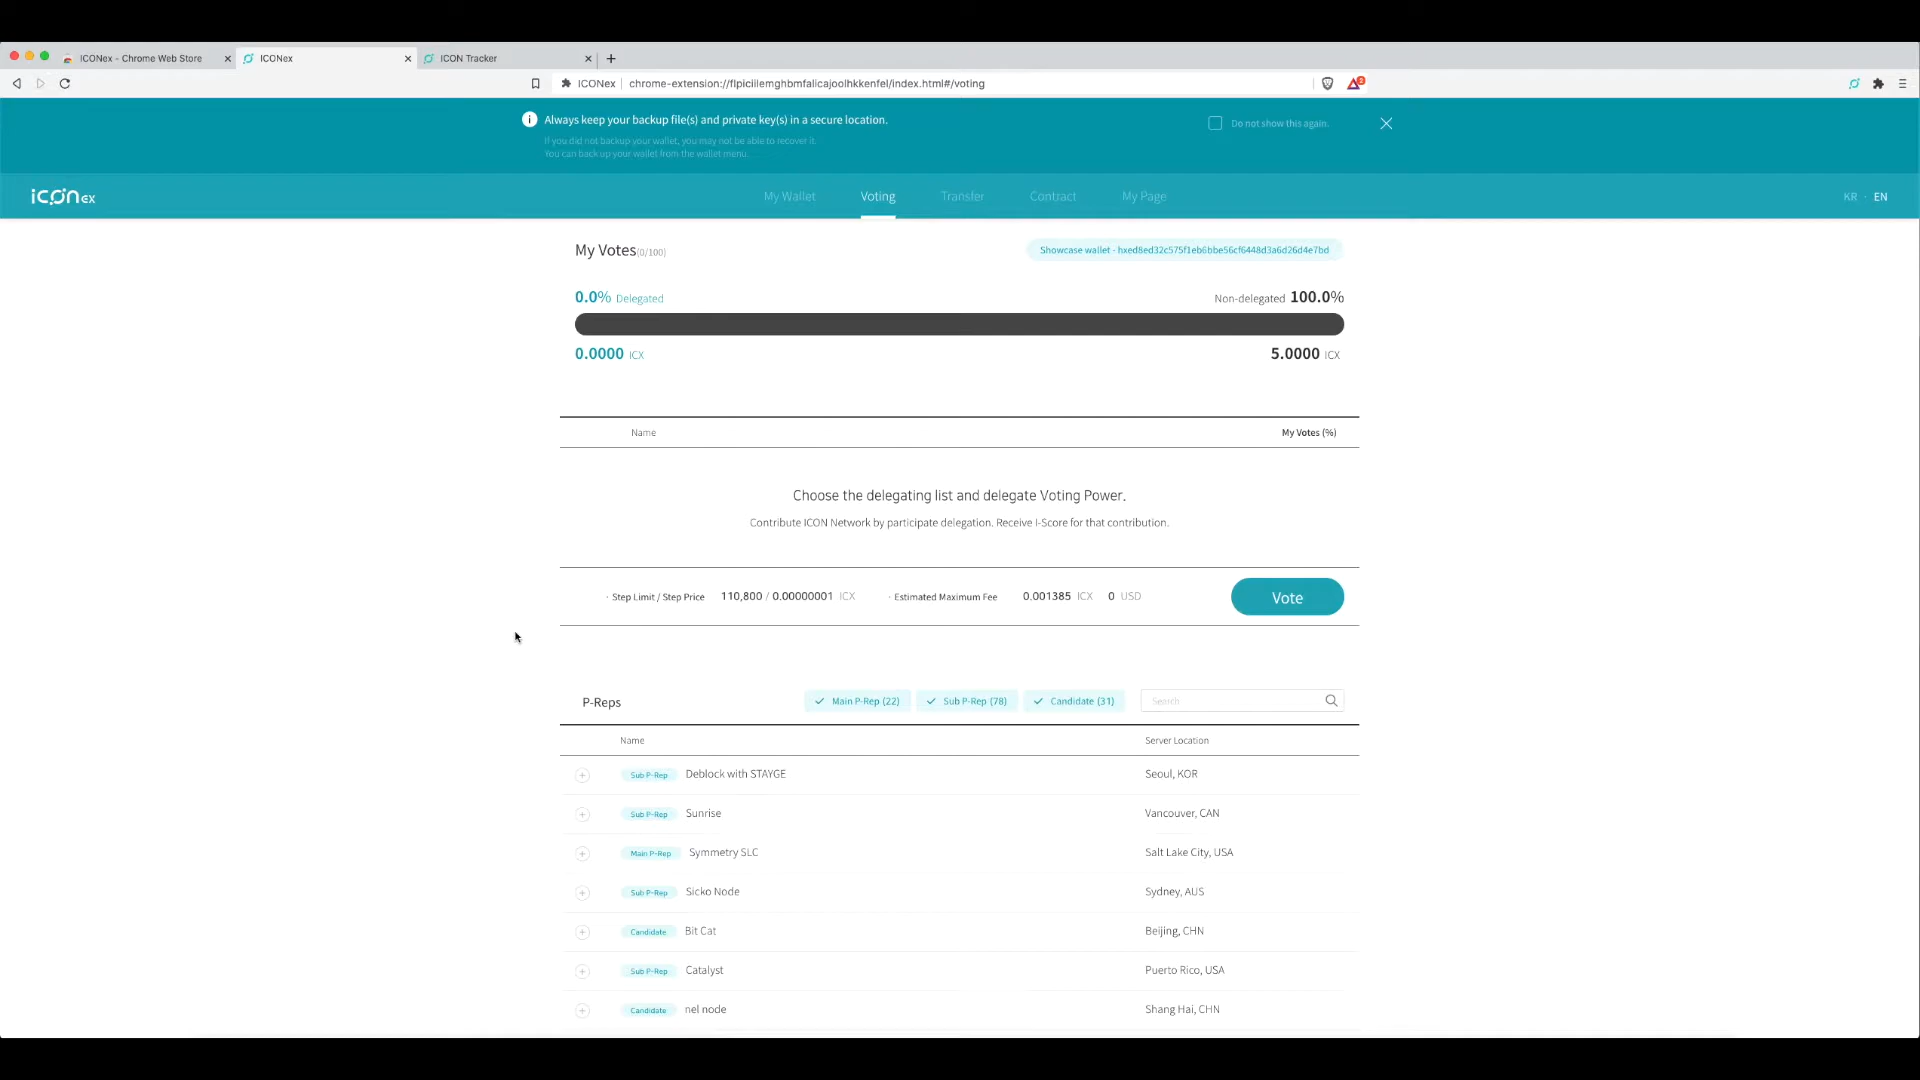 ICONex - Chrome Web Store
ICONex
ICON Tracker
ICONex
chrome-extension://flpiciilemghbmfalicajoolhkkenfel/index.html#/voting
2
Always keep your backup file(s) and private key(s) in a secure location.
If you did not backup your wallet, you may not be able to recover it.
You can back up your wallet from the wallet menu.
Do not show this again.
ICONex
My Wallet
Voting
Transfer
Contract
My Page
KR - EN
My Votes(0/100)
Showcase wallet - hxed8ed32c575f1eb6bbe56cf6448d3a6d26d4e7bd
0.0% Delegated
Non-delegated 100.0%
0.0000 ICX
5.0000 ICX
Name
My Votes (%)
Choose the delegating list and delegate Voting Power.
Contribute ICON Network by participate delegation. Receive I-Score for that contribution.
· Step Limit / Step Price 110,800 / 0.00000001 ICX
· Estimated Maximum Fee 0.001385 ICX 0 USD
Vote
P-Reps
Main P-Rep (22)
Sub P-Rep (78)
Candidate (31)
Search
Name
Server Location
Sub P-Rep Deblock with STAYGE Seoul, KOR
Sub P-Rep Sunrise Vancouver, CAN
Main P-Rep Symmetry SLC Salt Lake City, USA
Sub P-Rep Sicko Node Sydney, AUS
Candidate Bit Cat Beijing, CHN
Sub P-Rep Catalyst Puerto Rico, USA
Candidate nel node Shang Hai, CHN